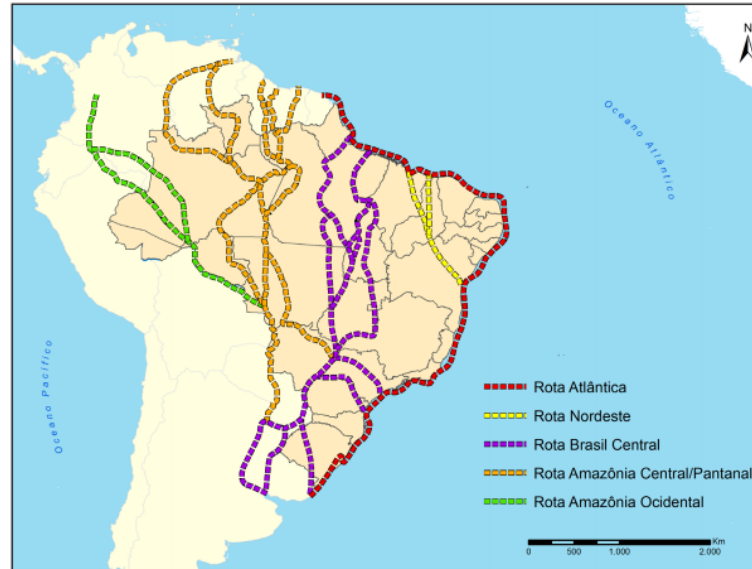 N
Oceano Atlântico
Oceano Pacífico
Rota Atlântica
Rota Nordeste
Rota Brasil Central
Rota Amazônia Central/Pantanal
Rota Amazônia Ocidental
Km
0 500 1.000 2.000